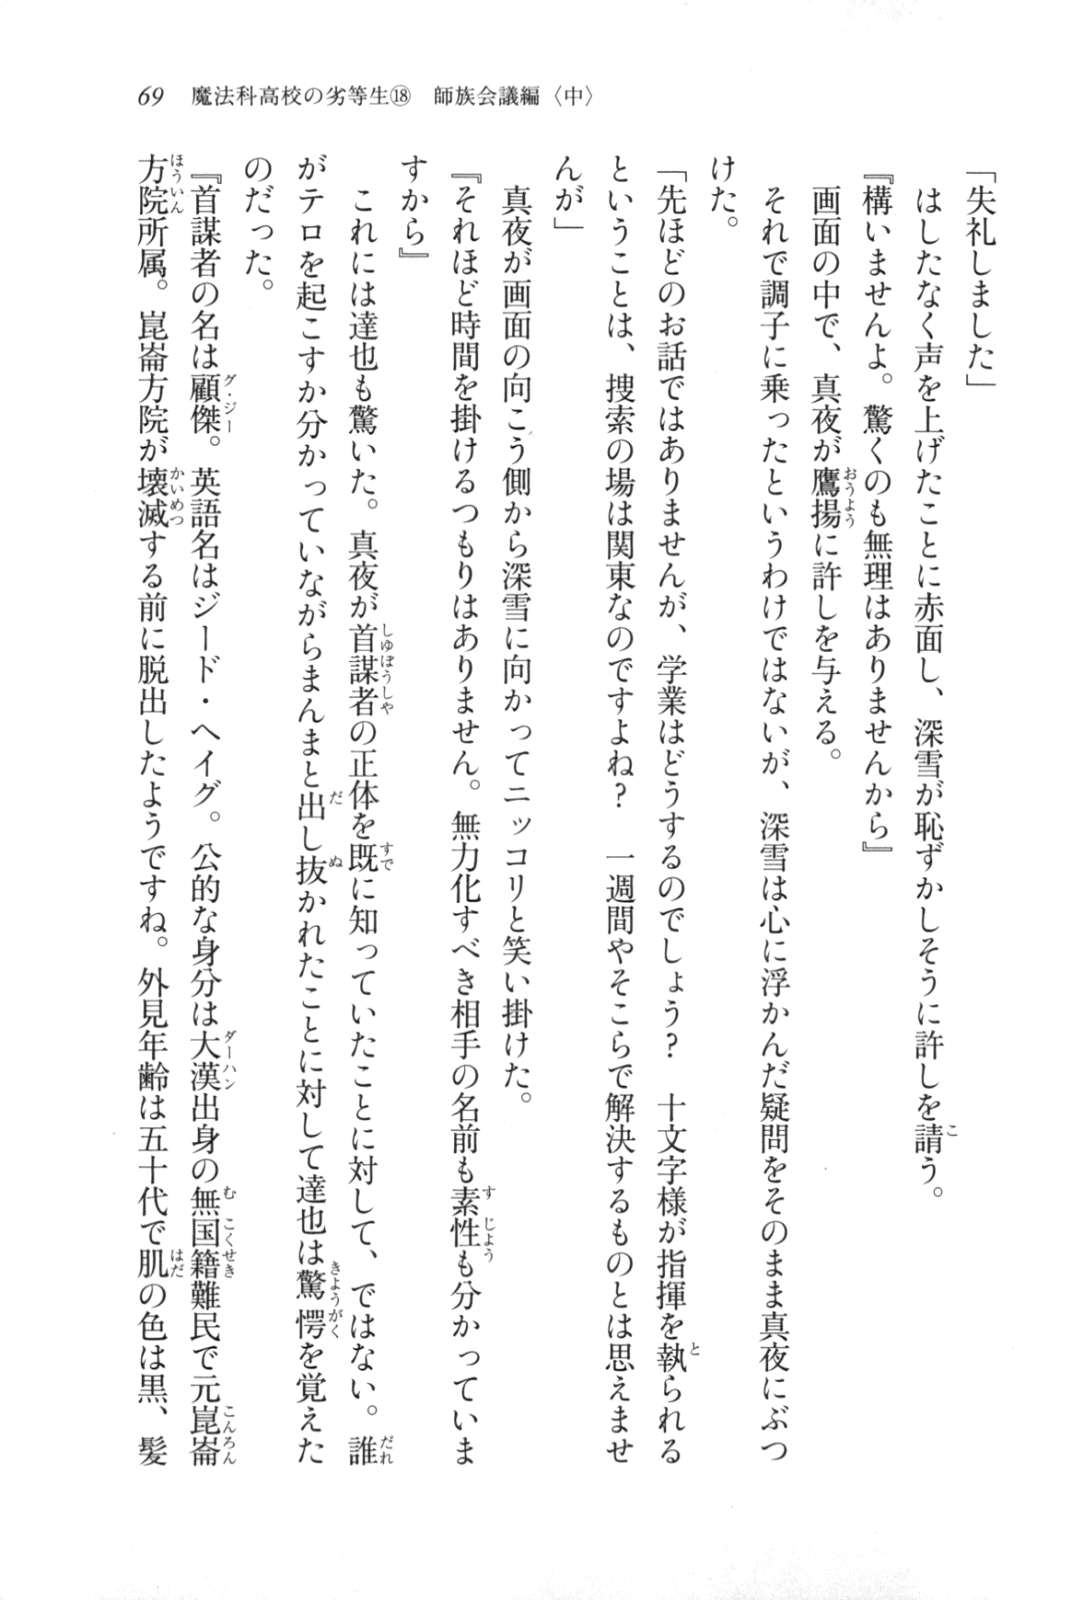 69 魔法科高校の劣等生⑱ 師族会議編〈中〉
「失礼しました」
はしたなく声を上げたことに赤面し、深雪が恥ずかしそうに許しを請う。
『構いませんよ。驚くのも無理はありませんから』
画面の中で、真夜が鷹揚に許しを与える。
それで調子に乗ったというわけではないが、深雪は心に浮かんだ疑問をそのまま真夜にぶつ
けた。
「先ほどのお話ではありませんが、学業はどうするのでしょう？　十文字様が指揮を執られる
ということは、捜索の場は関東なのですよね？　一週間やそこらで解決するものとは思えませ
んが」
真夜が画面の向こう側から深雪に向かってニッコリと笑い掛けた。
『それほど時間を掛けるつもりはありません。無力化すべき相手の名前も素性も分かっていま
すから』
これには達也も驚いた。真夜が首謀者の正体を既に知っていたことに対して、ではない。誰
がテロを起こすか分かっていながらまんまと出し抜かれたことに対して達也は驚愕を覚えた
のだった。
『首謀者の名は顧傑。英語名はジード・ヘイグ。公的な身分は大漢出身の無国籍難民で元崑崙
方院所属。崑崙方院が壊滅する前に脱出したようですね。外見年齢は五十代で肌の色は黒、髪